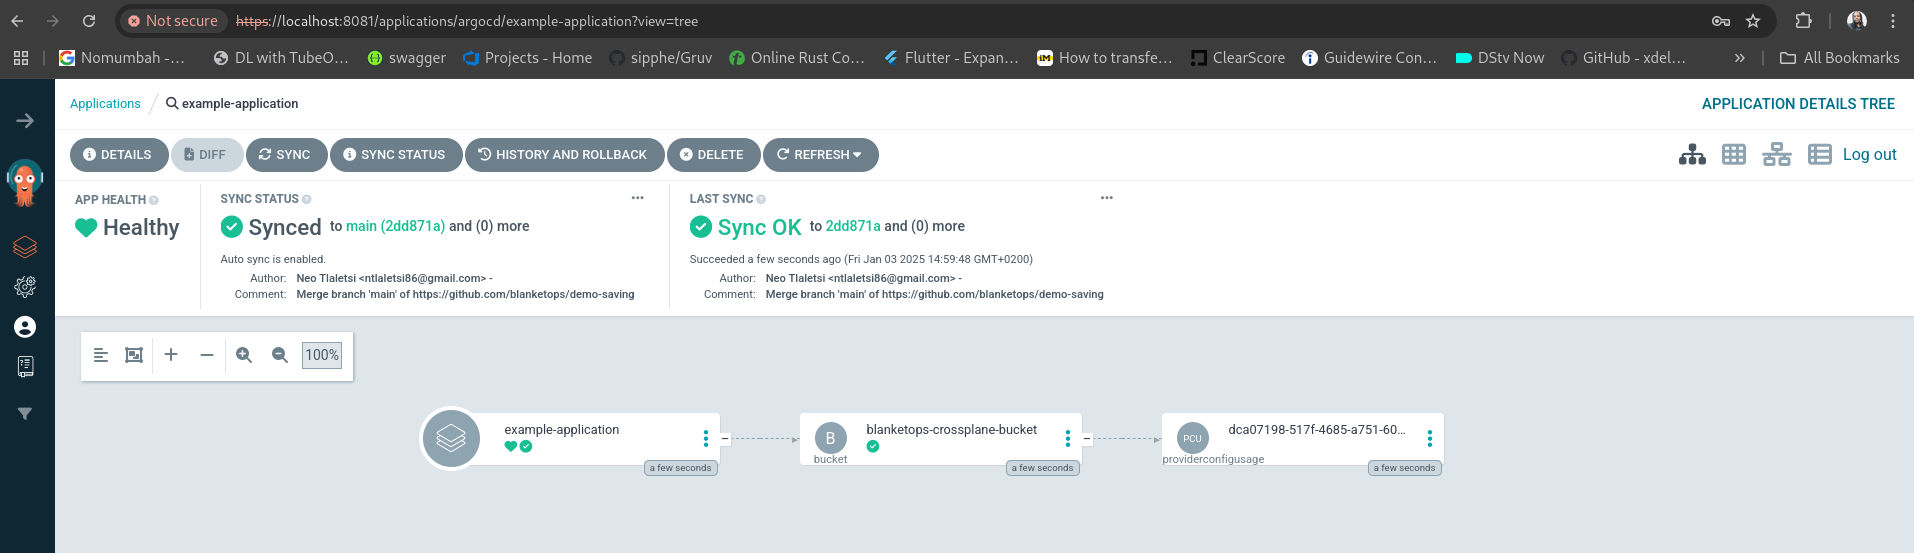 Not secure https://localhost:8081/applications/argocd/example-application?view=tree
Nomumbah -... DL with TubeO... swagger Projects - Home sipphe/Gruv Online Rust Co... Flutter - Expan... How to transfe... ClearScore Guidewire Con... DStv Now GitHub - xdel... » All Bookmarks
Applications / example-application APPLICATION DETAILS TREE
DETAILS DIFF SYNC SYNC STATUS HISTORY AND ROLLBACK DELETE REFRESH Log out
APP HEALTH SYNC STATUS LAST SYNC
Healthy Synced to main (2dd871a) and (0) more Sync OK to 2dd871a and (0) more
Auto sync is enabled. Succeeded a few seconds ago (Fri Jan 03 2025 14:59:48 GMT+0200)
Author: Neo Tlaletsi <ntlaletsi86@gmail.com> - Author: Neo Tlaletsi <ntlaletsi86@gmail.com> -
Comment: Merge branch 'main' of https://github.com/blanketops/demo-saving Comment: Merge branch 'main' of https://github.com/blanketops/demo-saving
100%
example-application blanketops-crossplane-bucket dca07198-517f-4685-a751-60...
B PCU
bucket providerconfigusage
a few seconds a few seconds a few seconds